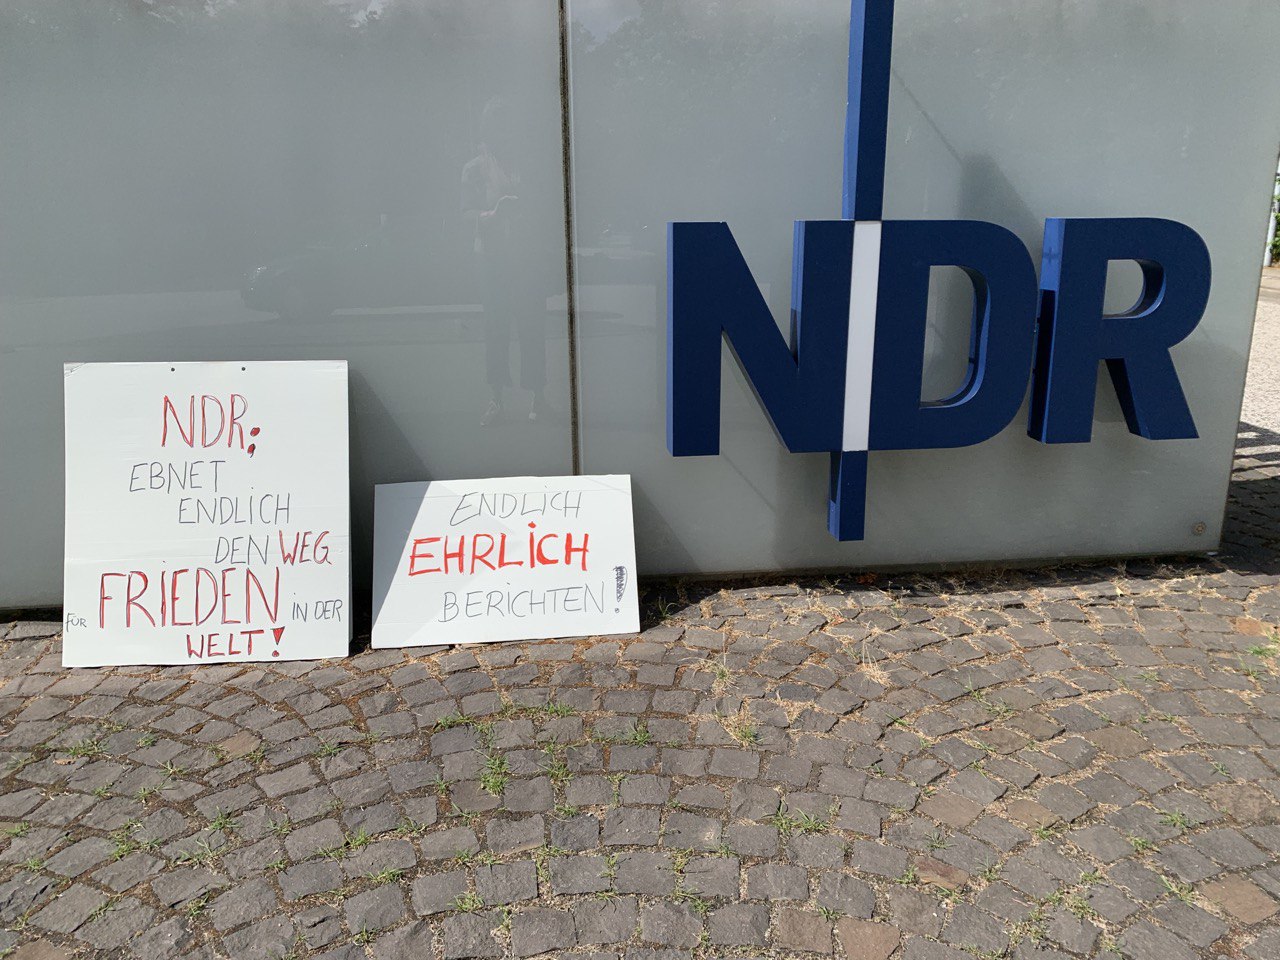 NDR;
EBNET
ENDLICH
DEN WEG
FÜR FRIEDEN IN DER
WELT!
ENDLICH
EHRLICH
BERICHTEN!
NDR